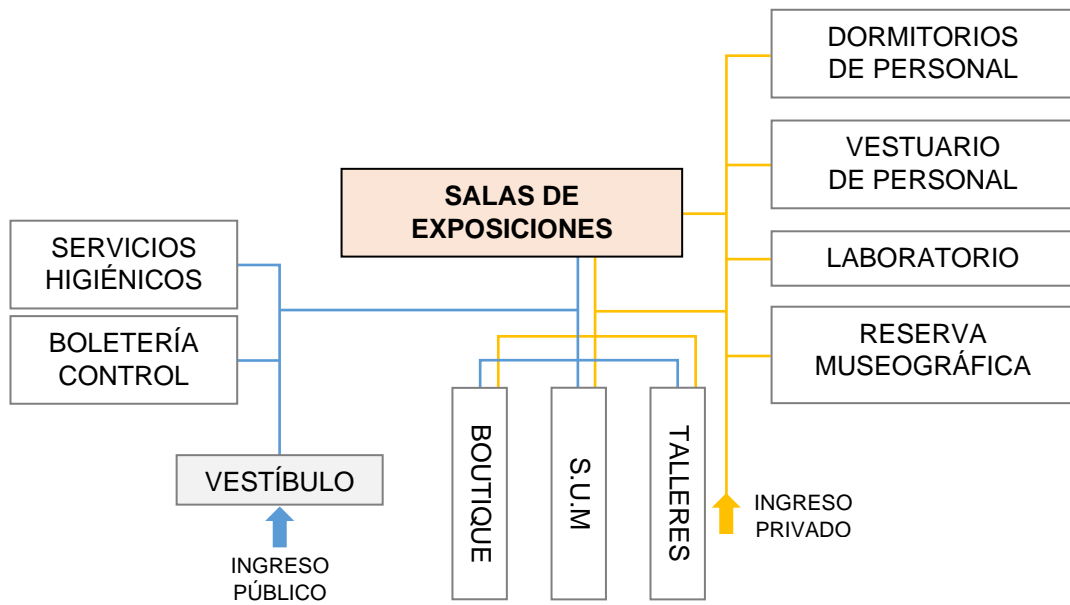 DORMITORIOS
DE PERSONAL
VESTUARIO
DE PERSONAL
SALAS DE
EXPOSICIONES
SERVICIOS
HIGIÉNICOS
LABORATORIO
BOLETERÍA
CONTROL
RESERVA
MUSEOGRÁFICA
VESTÍBULO
BOUTIQUE
S.U.M
TALLERES
INGRESO
PRIVADO
INGRESO
PÚBLICO